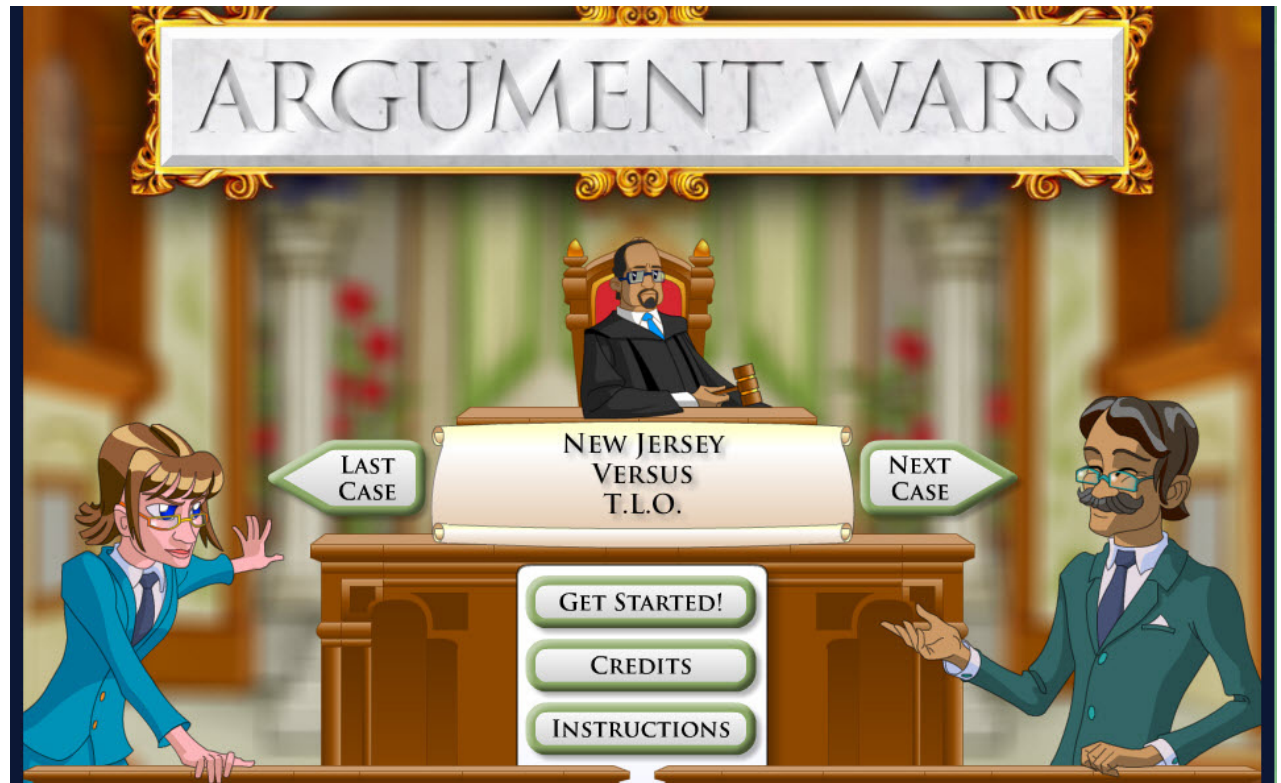 ARGUMENT WARS
NEW JERSEY
VERSUS
T.L.O.
LAST
CASE
NEXT
CASE
GET STARTED!
CREDITS
INSTRUCTIONS